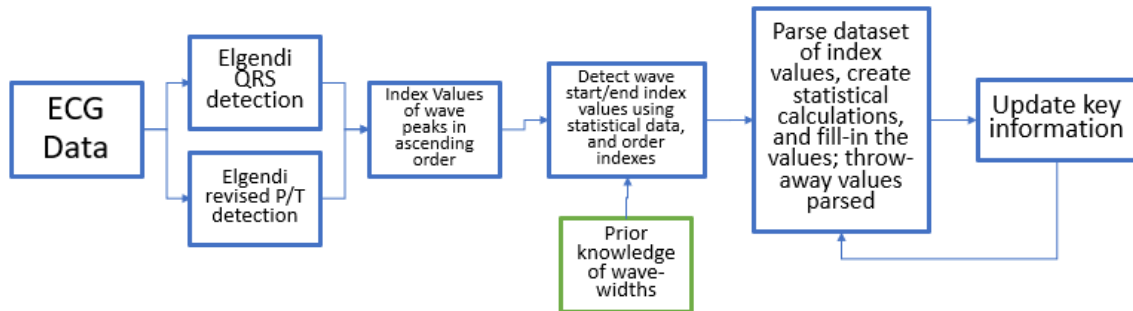 ECG
Data
Elgendi
QRS
detection
Elgendi
revised P/T
detection
Index Values
of wave
peaks in
ascending
order
Detect wave
start/end index
values using
statistical data,
and order
indexes
Prior
knowledge
of wave-
widths
Parse dataset
of index
values, create
statistical
calculations,
and fill-in the
values; throw-
away values
parsed
Update key
information